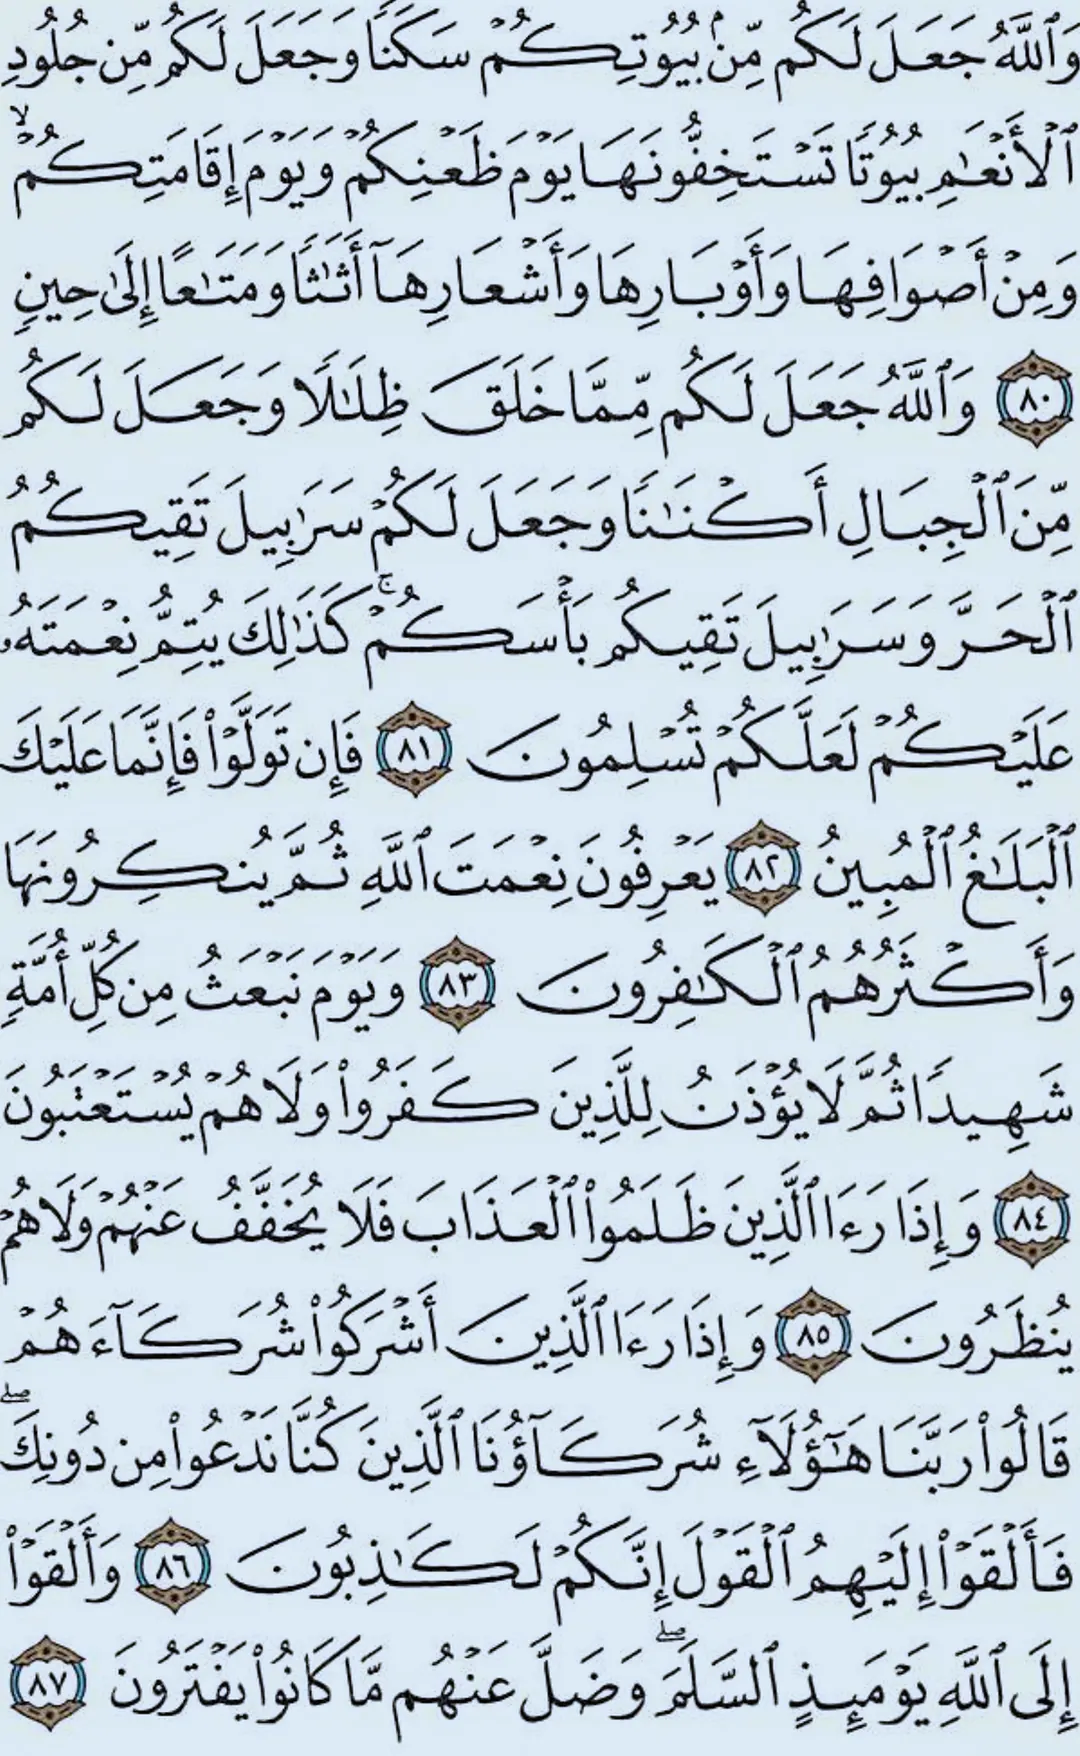 وَٱللَّهُ جَعَلَ لَكُم مِّنۢ بُيُوتِكُمْ سَكَنًا وَجَعَلَ لَكُم مِّن جُلُودِ
ٱلْأَنْعَٰمِ بُيُوتًا تَسْتَخِفُّونَهَا يَوْمَ ظَعْنِكُمْ وَيَوْمَ إِقَامَتِكُمْ ۙ
وَمِنْ أَصْوَافِهَا وَأَوْبَارِهَا وَأَشْعَارِهَآ أَثَٰثًا وَمَتَٰعًا إِلَىٰ حِينٍ
٨٠ وَٱللَّهُ جَعَلَ لَكُم مِّمَّا خَلَقَ ظِلَٰلًا وَجَعَلَ لَكُم
مِّنَ ٱلْجِبَالِ أَكْنَٰنًا وَجَعَلَ لَكُمْ سَرَٰبِيلَ تَقِيكُمُ
ٱلْحَرَّ وَسَرَٰبِيلَ تَقِيكُم بَأْسَكُمْ ۚ كَذَٰلِكَ يُتِمُّ نِعْمَتَهُۥ
عَلَيْكُمْ لَعَلَّكُمْ تُسْلِمُونَ ٨١ فَإِن تَوَلَّوْا۟ فَإِنَّمَا عَلَيْكَ
ٱلْبَلَٰغُ ٱلْمُبِينُ ٨٢ يَعْرِفُونَ نِعْمَتَ ٱللَّهِ ثُمَّ يُنكِرُونَهَا
وَأَكْثَرُهُمُ ٱلْكَٰفِرُونَ ٨٣ وَيَوْمَ نَبْعَثُ مِن كُلِّ أُمَّةٍ
شَهِيدًا ثُمَّ لَا يُؤْذَنُ لِلَّذِينَ كَفَرُوا۟ وَلَا هُمْ يُسْتَعْتَبُونَ
٨٤ وَإِذَا رَءَا ٱلَّذِينَ ظَلَمُوا۟ ٱلْعَذَابَ فَلَا يُخَفَّفُ عَنْهُمْ وَلَا هُمْ
يُنظَرُونَ ٨٥ وَإِذَا رَءَا ٱلَّذِينَ أَشْرَكُوا۟ شُرَكَآءَهُمْ
قَالُوا۟ رَبَّنَا هَٰٓؤُلَآءِ شُرَكَآؤُنَا ٱلَّذِينَ كُنَّا نَدْعُوا۟ مِن دُونِكَ ۖ
فَأَلْقَوْا۟ إِلَيْهِمُ ٱلْقَوْلَ إِنَّكُمْ لَكَٰذِبُونَ ٨٦ وَأَلْقَوْا۟
إِلَى ٱللَّهِ يَوْمَئِذٍ ٱلسَّلَمَ ۖ وَضَلَّ عَنْهُم مَّا كَانُوا۟ يَفْتَرُونَ ٨٧